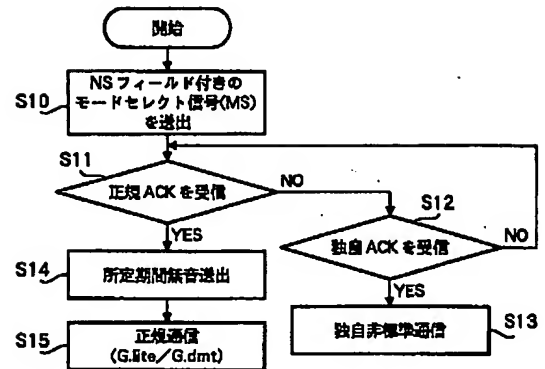 開始
S10
NSフィールド付きの
モードセレクト信号(MS)
を送出
S11
正規ACKを受信
NO
YES
S12
独自ACKを受信
NO
YES
S14
所定期間無音送出
S13
独自非標準通信
S15
正規通信
(G.lite/G.dmt)